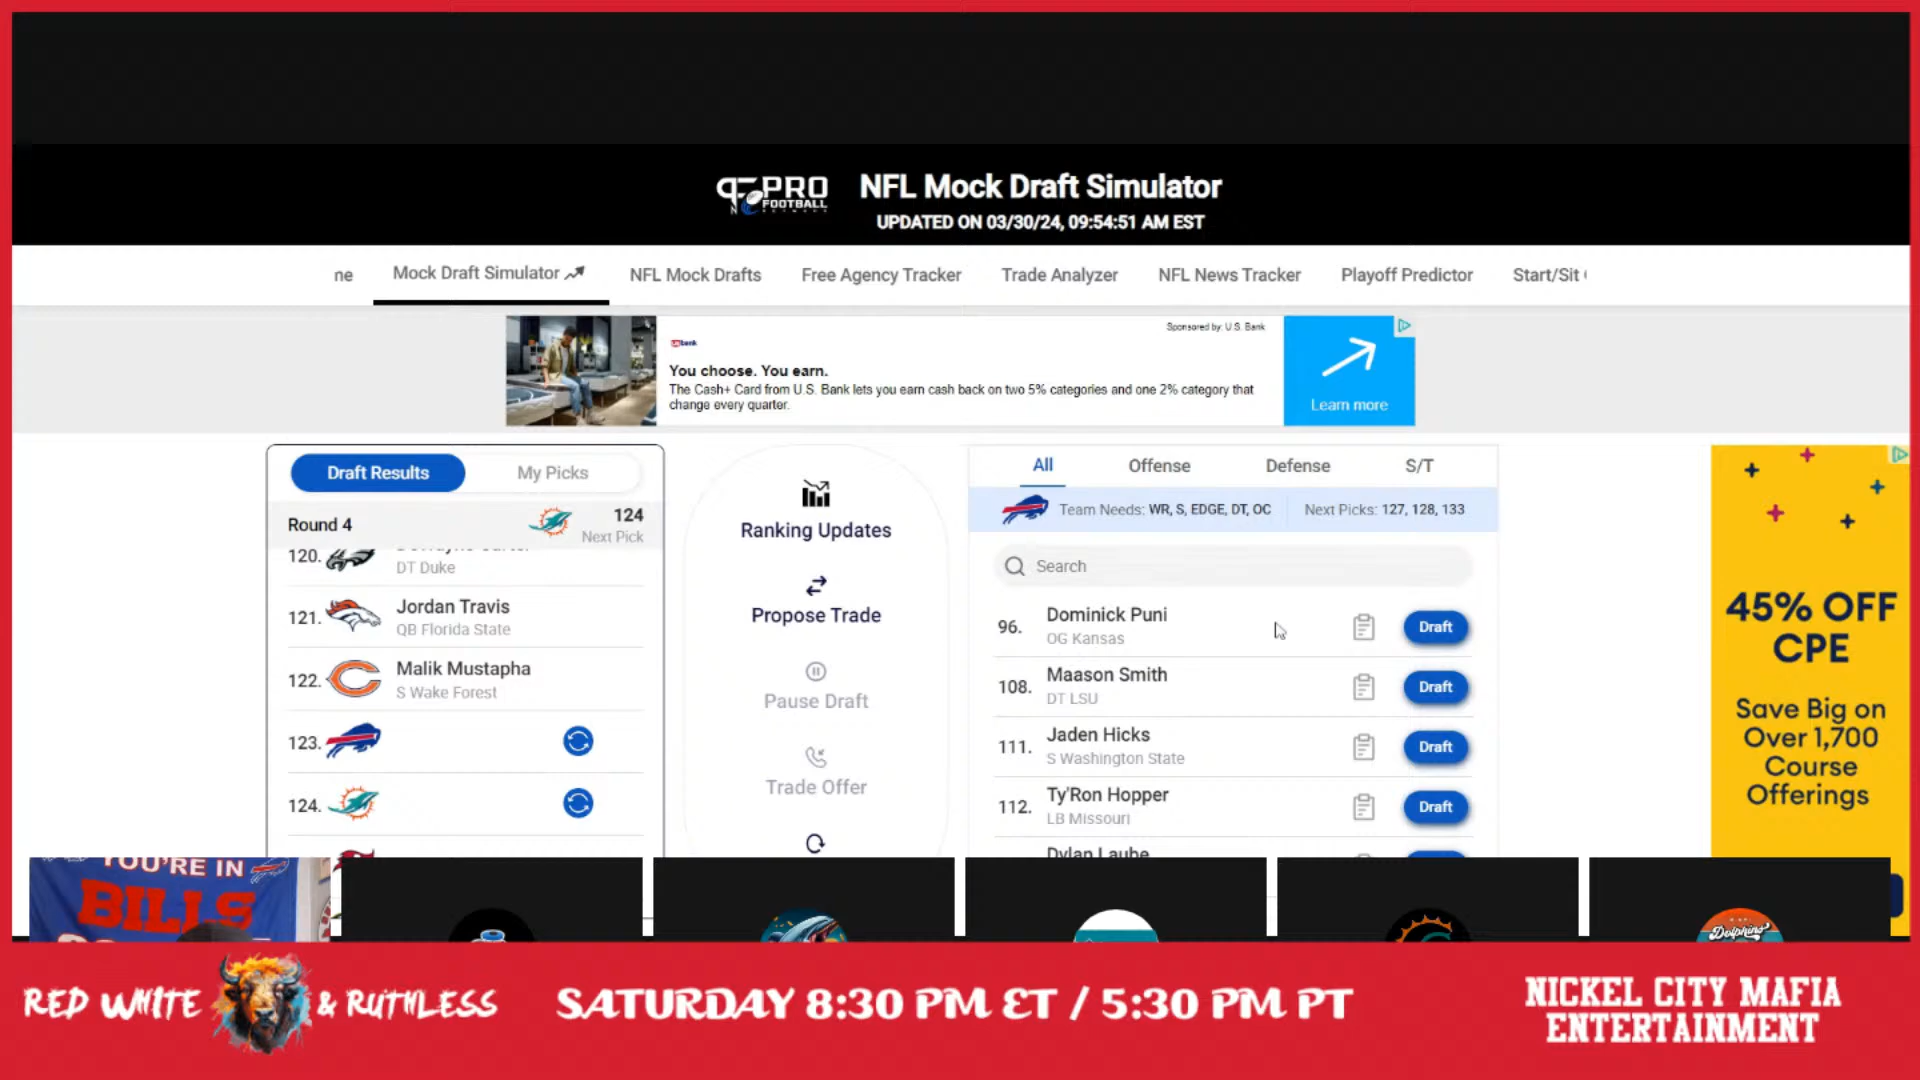 PRO
FOOTBALL
NETWORK
NFL Mock Draft Simulator
UPDATED ON 03/30/24, 09:54:51 AM EST
ne
Mock Draft Simulator
NFL Mock Drafts
Free Agency Tracker
Trade Analyzer
NFL News Tracker
Playoff Predictor
Start/Sit
Sponsored by: U.S. Bank
usbank
You choose. You earn.
The Cash+ Card from U.S. Bank lets you earn cash back on two 5% categories and one 2% category that
change every quarter.
Learn more
Draft Results
My Picks
Round 4
124
Next Pick
120.
DT Duke
121.
Jordan Travis
QB Florida State
122.
Malik Mustapha
S Wake Forest
123.
124.
Ranking Updates
Propose Trade
Pause Draft
Trade Offer
All
Offense
Defense
S/T
Team Needs: WR, S, EDGE, DT, OC
Next Picks: 127, 128, 133
Search
96.
Dominick Puni
OG Kansas
Draft
108.
Maason Smith
DT LSU
Draft
111.
Jaden Hicks
S Washington State
Draft
112.
Ty'Ron Hopper
LB Missouri
Draft
Dylan Laube
45% OFF
CPE
Save Big on
Over 1,700
Course
Offerings
YOU'RE IN
BILLS
Dolphins
RED WHITE & RUTHLESS
SATURDAY 8:30 PM ET / 5:30 PM PT
NICKEL CITY MAFIA
ENTERTAINMENT